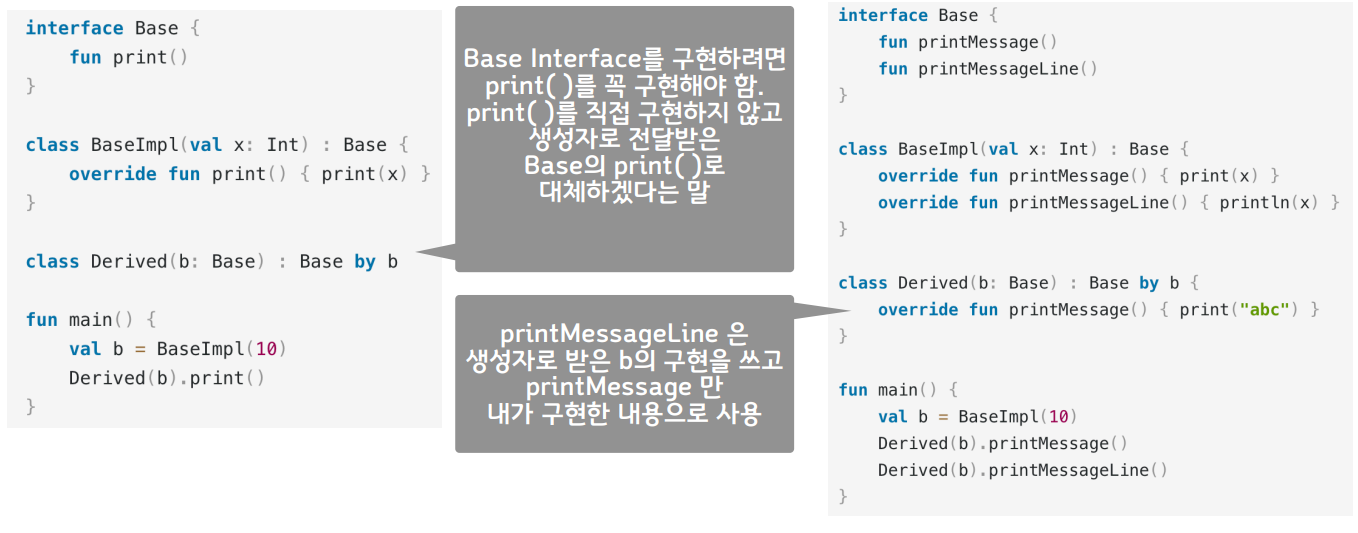 interface Base {
    fun print()
}
class BaseImpl(val x: Int) : Base {
    override fun print() { print(x) }
}
class Derived(b: Base) : Base by b
fun main() {
    val b = BaseImpl(10)
    Derived(b).print()
}
Base Interface를 구현하려면
print( )를 꼭 구현해야 함.
print( )를 직접 구현하지 않고
생성자로 전달받은
Base의 print( )로
대체하겠다는 말
printMessageLine 은
생성자로 받은 b의 구현을 쓰고
printMessage 만
내가 구현한 내용으로 사용
interface Base {
    fun printMessage()
    fun printMessageLine()
}
class BaseImpl(val x: Int) : Base {
    override fun printMessage() { print(x) }
    override fun printMessageLine() { println(x) }
}
class Derived(b: Base) : Base by b {
    override fun printMessage() { print("abc") }
}
fun main() {
    val b = BaseImpl(10)
    Derived(b).printMessage()
    Derived(b).printMessageLine()
}